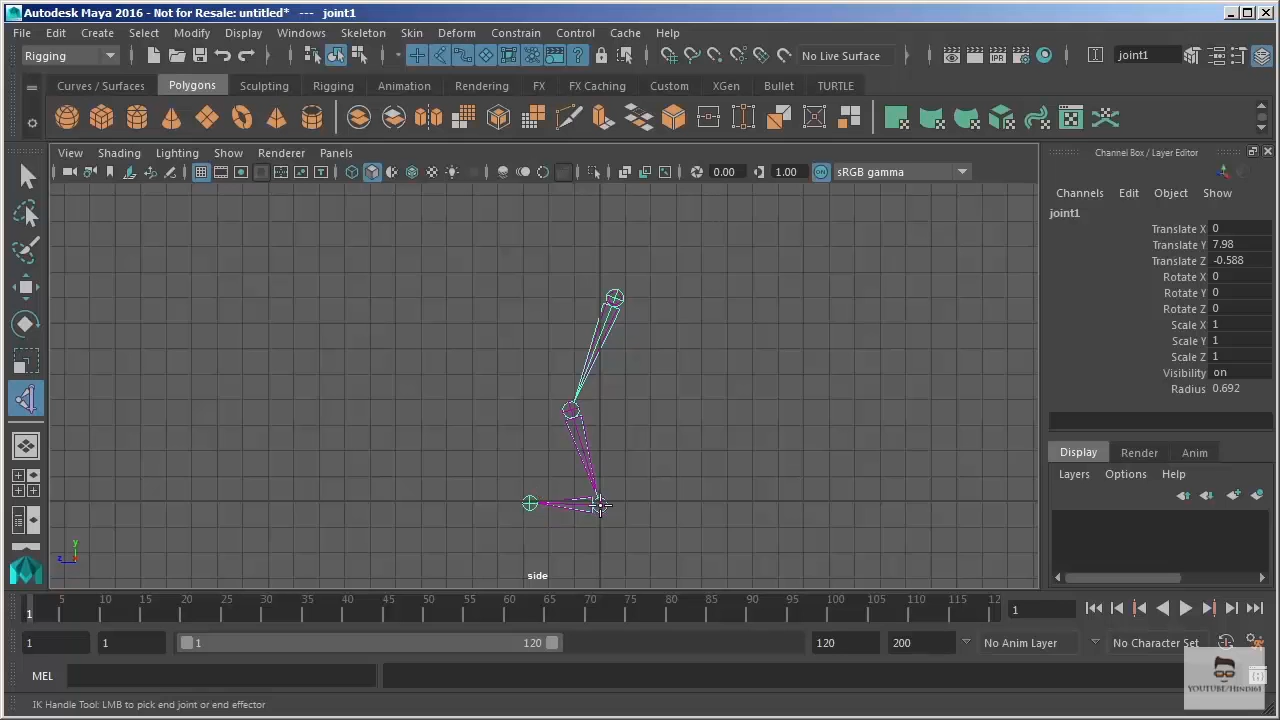 Autodesk Maya 2016 - Not for Resale: untitled* --- joint1
File Edit Create Select Modify Display Windows Skeleton Skin Deform Constrain Control Cache Help
Rigging No Live Surface joint1
Curves / Surfaces Polygons Sculpting Rigging Animation Rendering FX FX Caching Custom XGen Bullet TURTLE
View Shading Lighting Show Renderer Panels
0.00 1.00 ON sRGB gamma
Channel Box / Layer Editor
Channels Edit Object Show
joint1
Translate X 0
Translate Y 7.98
Translate Z -0.588
Rotate X 0
Rotate Y 0
Rotate Z 0
Scale X 1
Scale Y 1
Scale Z 1
Visibility on
Radius 0.692
Display Render Anim
Layers Options Help
y
z
side
1 5 10 15 20 25 30 35 40 45 50 55 60 65 70 75 80 85 90 95 100 105 110 115 12
1
1 1 1 120 120 200 No Anim Layer No Character Set
MEL
IK Handle Tool: LMB to pick end joint or end effector
YOUTUBE/HINDI61